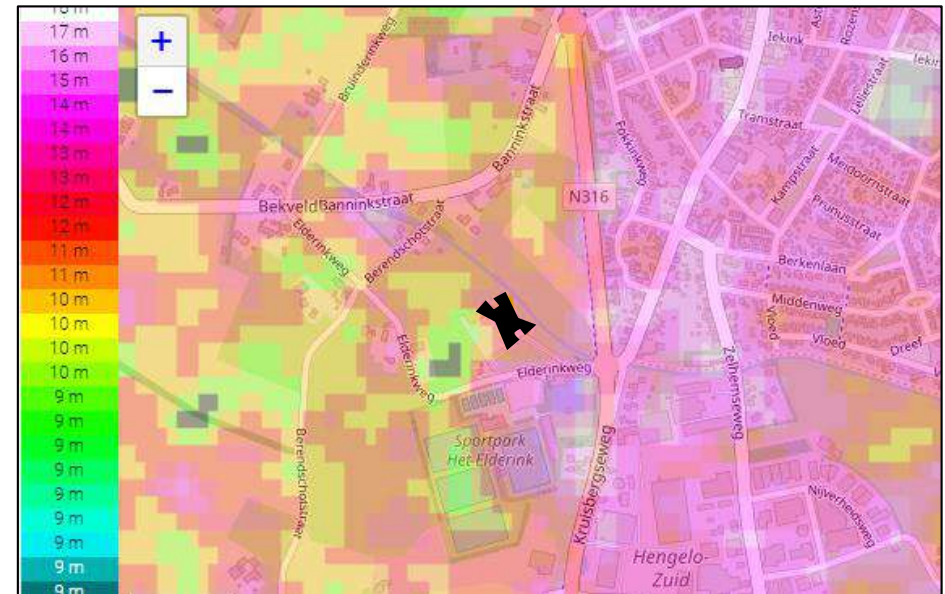 17 m
16 m
15 m
14 m
14 m
13 m
13 m
12 m
12 m
11 m
11 m
10 m
10 m
10 m
10 m
9 m
9 m
9 m
9 m
9 m
9 m
9 m
9 m
9 m
+
−
Bruinderinkweg
Banninkstraat
N316
Bekveld
Banninkstraat
Elderinkweg
Berendschotstraat
Elderinkweg
Elderinkweg
Berendschotstraat
Sportpark
Het Elderink
Kruisbergseweg
Fokkinkweg
Iekink
Tramstraat
Leliestraat
Kampstraat
Meidoornstraat
Prunusstraat
Berkenlaan
Middenweg
Vloed
Vloed
Dreef
Zelhemseweg
Nijverheidsweg
Hengelo-
Zuid